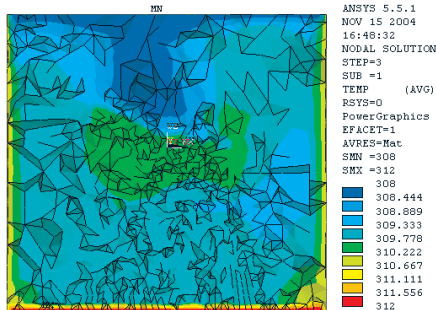 MN
ANSYS 5.5.1
NOV 15 2004
16:48:32
NODAL SOLUTION
STEP=3
SUB =1
TEMP (AVG)
RSYS=0
PowerGraphics
EFACET=1
AVRES=Mat
SMN =308
SMX =312
308
308.444
308.889
309.333
309.778
310.222
310.667
311.111
311.556
312